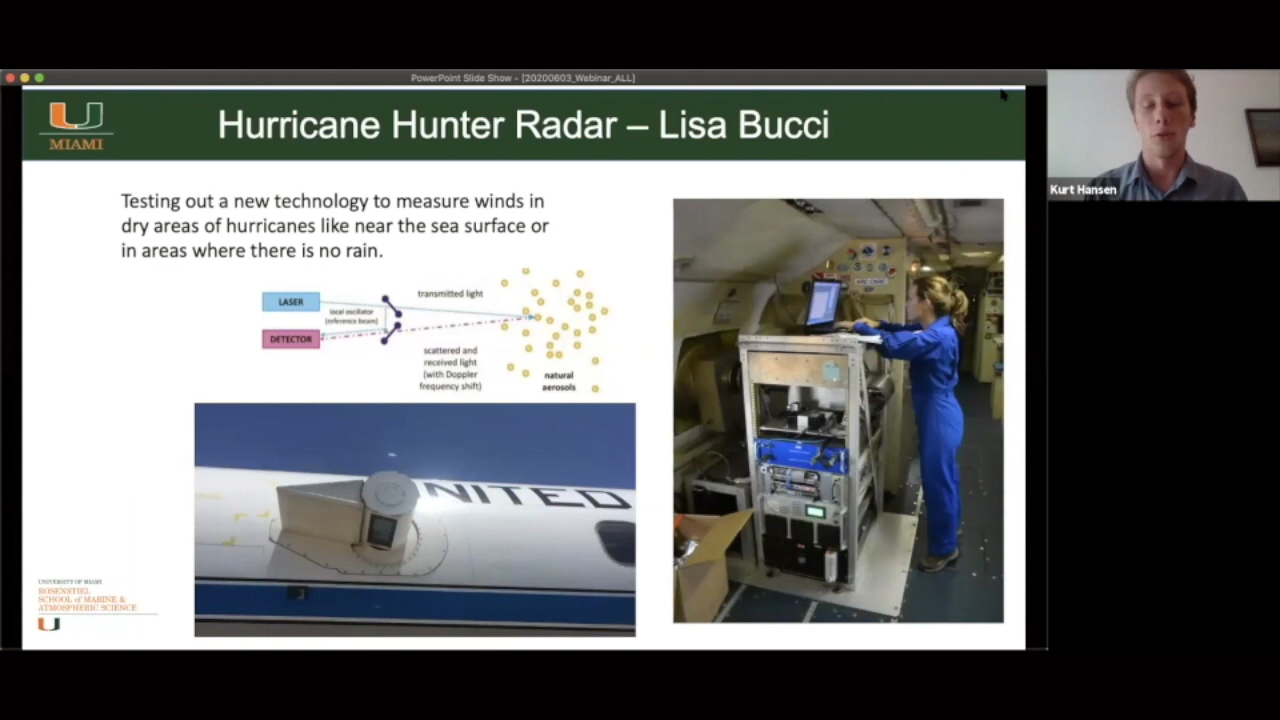 PowerPoint Slide Show - [20200603_Webinar_ALL]
MIAMI
Hurricane Hunter Radar – Lisa Bucci
Kurt Hansen
Testing out a new technology to measure winds in
dry areas of hurricanes like near the sea surface or
in areas where there is no rain.
LASER
transmitted light
local oscillator
(reference beam)
DETECTOR
scattered and
received light
(with Doppler
frequency shift)
natural
aerosols
NITED
UNIVERSITY OF MIAMI
ROSENSTIEL
SCHOOL of MARINE &
ATMOSPHERIC SCIENCE